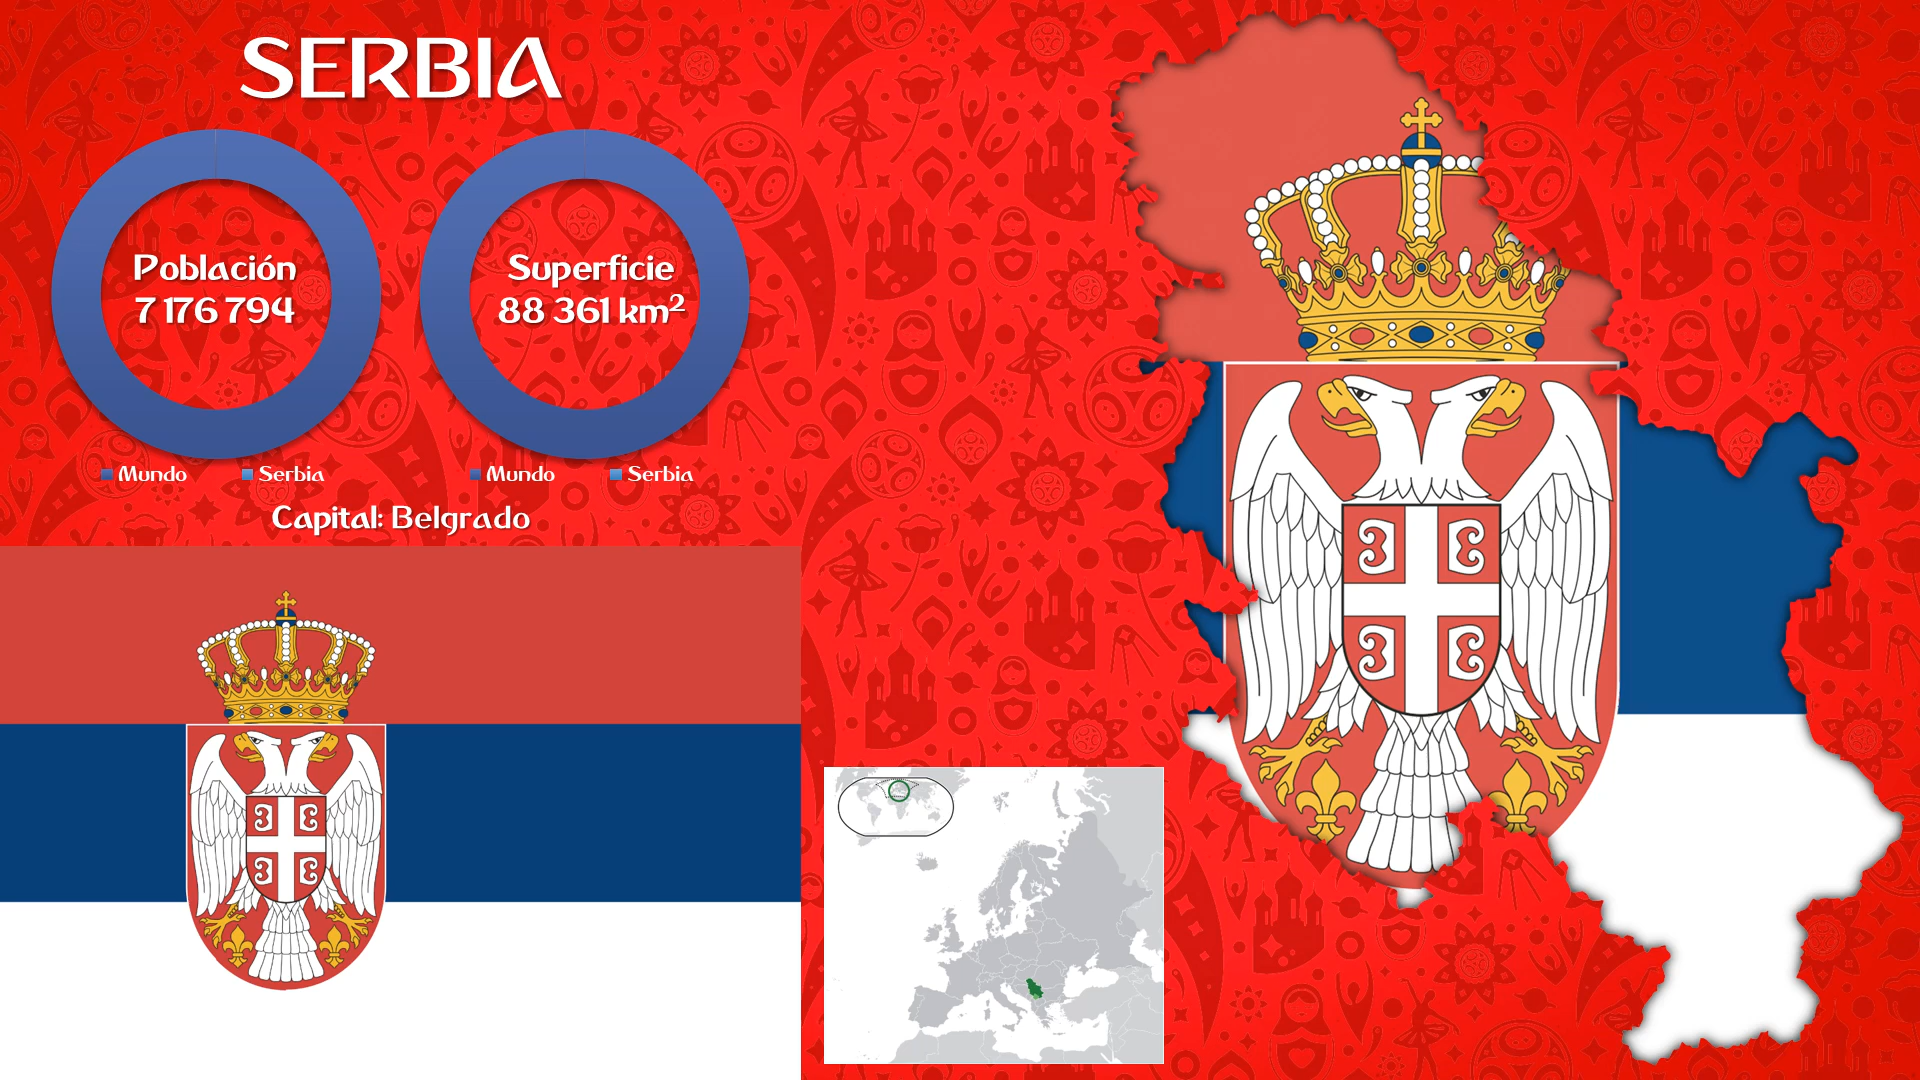 SERBIA
Población
7 176 794
Superficie
88 361 km²
Mundo
Serbia
Mundo
Serbia
Capital: Belgrado